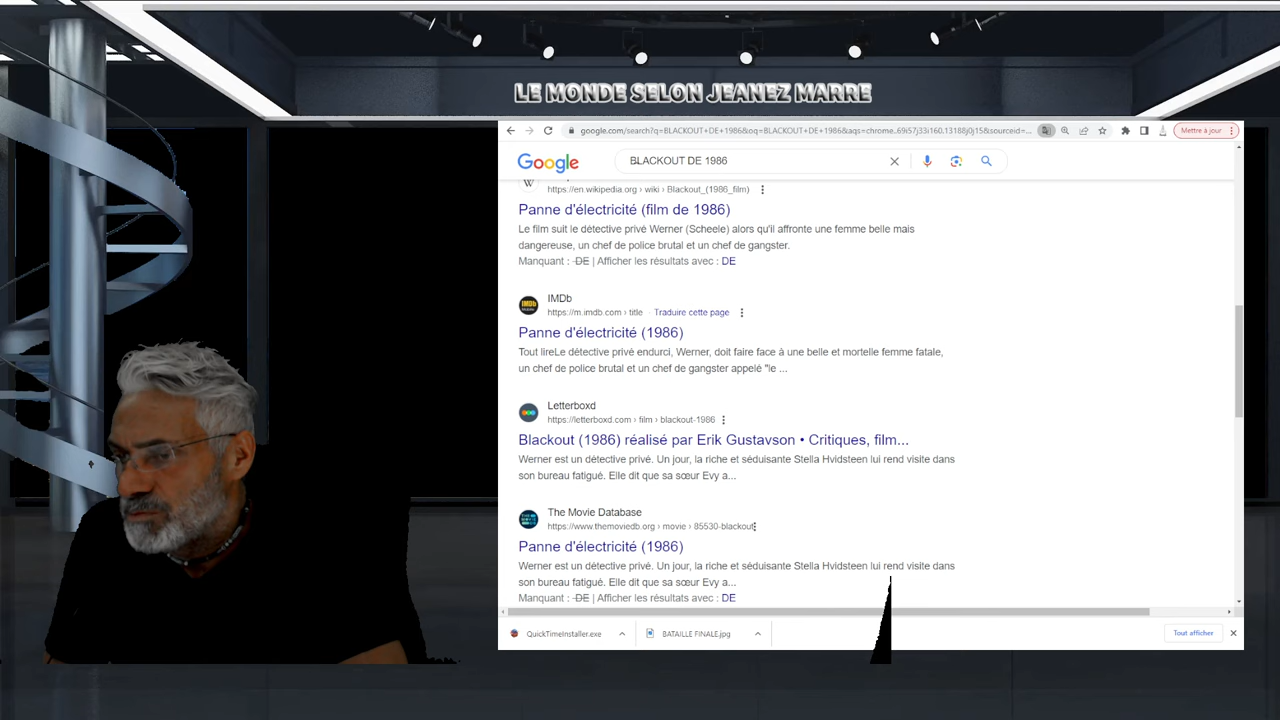 LE MONDE SELON JEANEZ MARRE
google.com/search?q=BLACKOUT+DE+1986&oq=BLACKOUT+DE+1986&aqs=chrome..69i57j33i160.13188j0j15&sourceid=...
Mettre à jour
Google
BLACKOUT DE 1986
W
https://en.wikipedia.org › wiki › Blackout_(1986_film)
Panne d'électricité (film de 1986)
Le film suit le détective privé Werner (Scheele) alors qu'il affronte une femme belle mais
dangereuse, un chef de police brutal et un chef de gangster.
Manquant : DE | Afficher les résultats avec : DE
IMDb
https://m.imdb.com › title · Traduire cette page
Panne d'électricité (1986)
Tout lireLe détective privé endurci, Werner, doit faire face à une belle et mortelle femme fatale,
un chef de police brutal et un chef de gangster appelé "le ...
Letterboxd
https://letterboxd.com › film › blackout-1986
Blackout (1986) réalisé par Erik Gustavson • Critiques, film...
Werner est un détective privé. Un jour, la riche et séduisante Stella Hvidsteen lui rend visite dans
son bureau fatigué. Elle dit que sa sœur Evy a...
The Movie Database
https://www.themoviedb.org › movie › 85530-blackout
Panne d'électricité (1986)
Werner est un détective privé. Un jour, la riche et séduisante Stella Hvidsteen lui rend visite dans
son bureau fatigué. Elle dit que sa sœur Evy a...
Manquant : DE | Afficher les résultats avec : DE
QuickTimeInstaller.exe
BATAILLE FINALE.jpg
Tout afficher